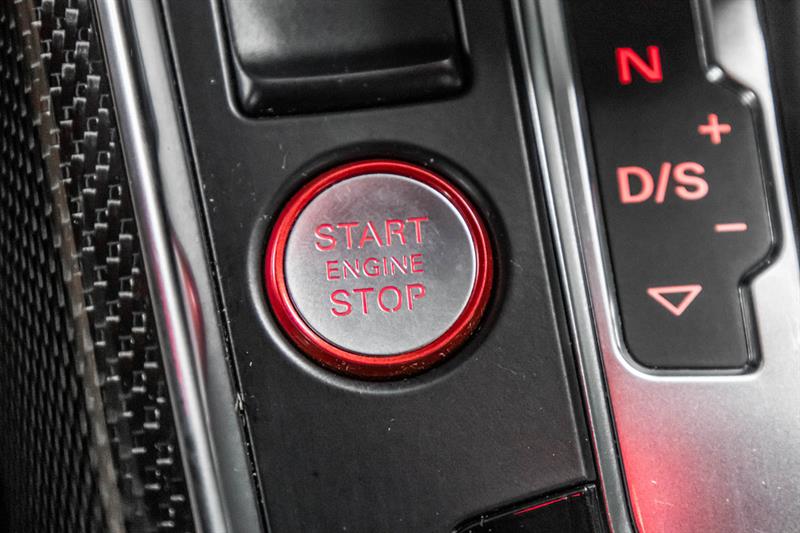 START
ENGINE
STOP
N
+
D/S
−